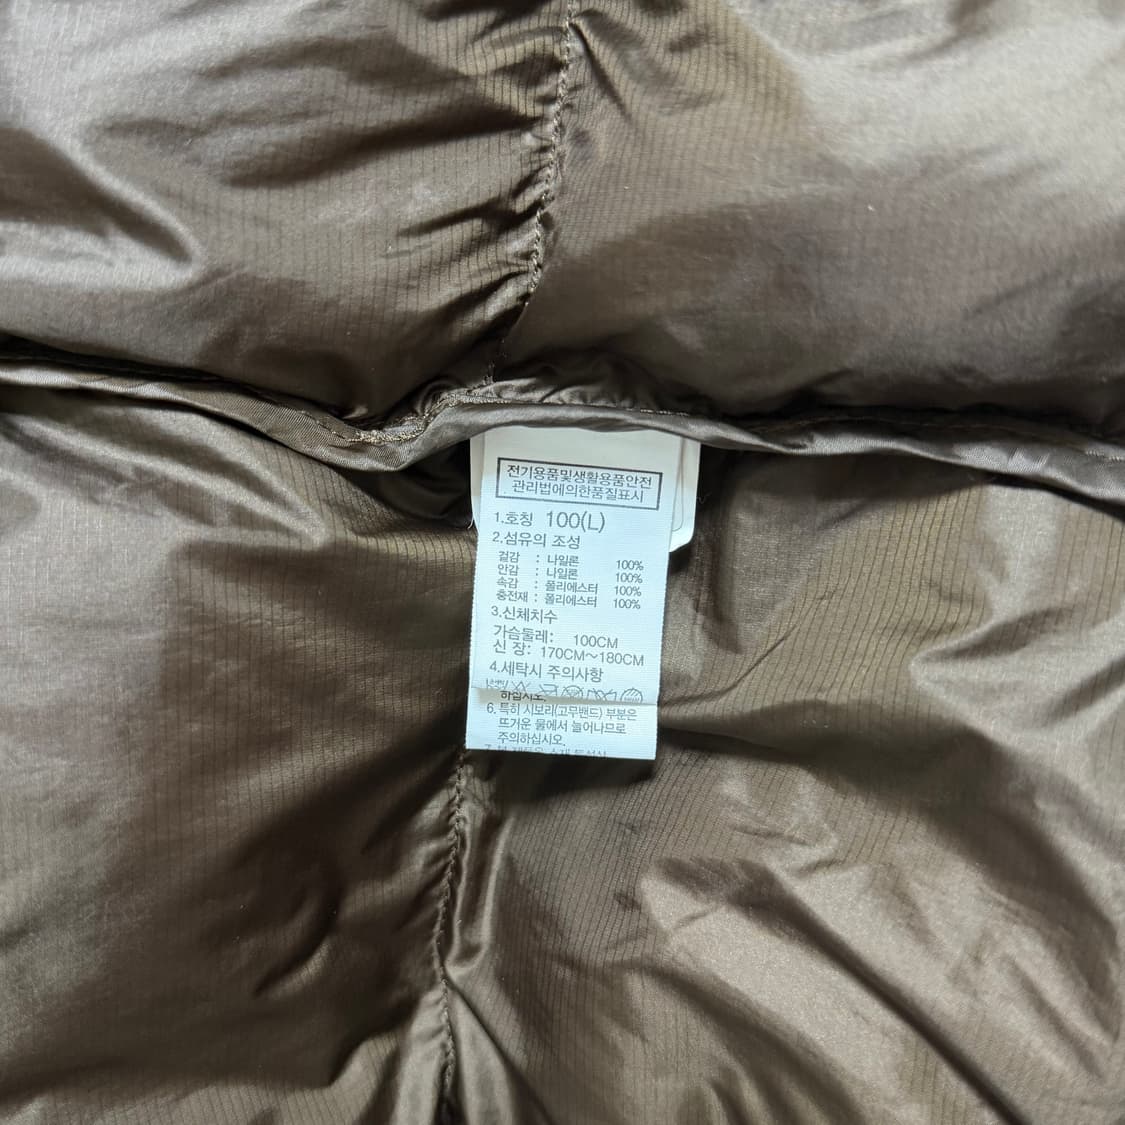 전기용품및생활용품안전
관리법에의한품질표시
1.호칭 100(L)
2.섬유의 조성
겉감 : 나일론 100%
안감 : 나일론 100%
속감 : 폴리에스터 100%
충전재 : 폴리에스터 100%
3.신체치수
가슴둘레: 100CM
신 장: 170CM~180CM
4.세탁시 주의사항
하십시오.
6. 특히 시보리(고무밴드) 부분은
뜨거운 물에서 늘어나므로
주의하십시오.